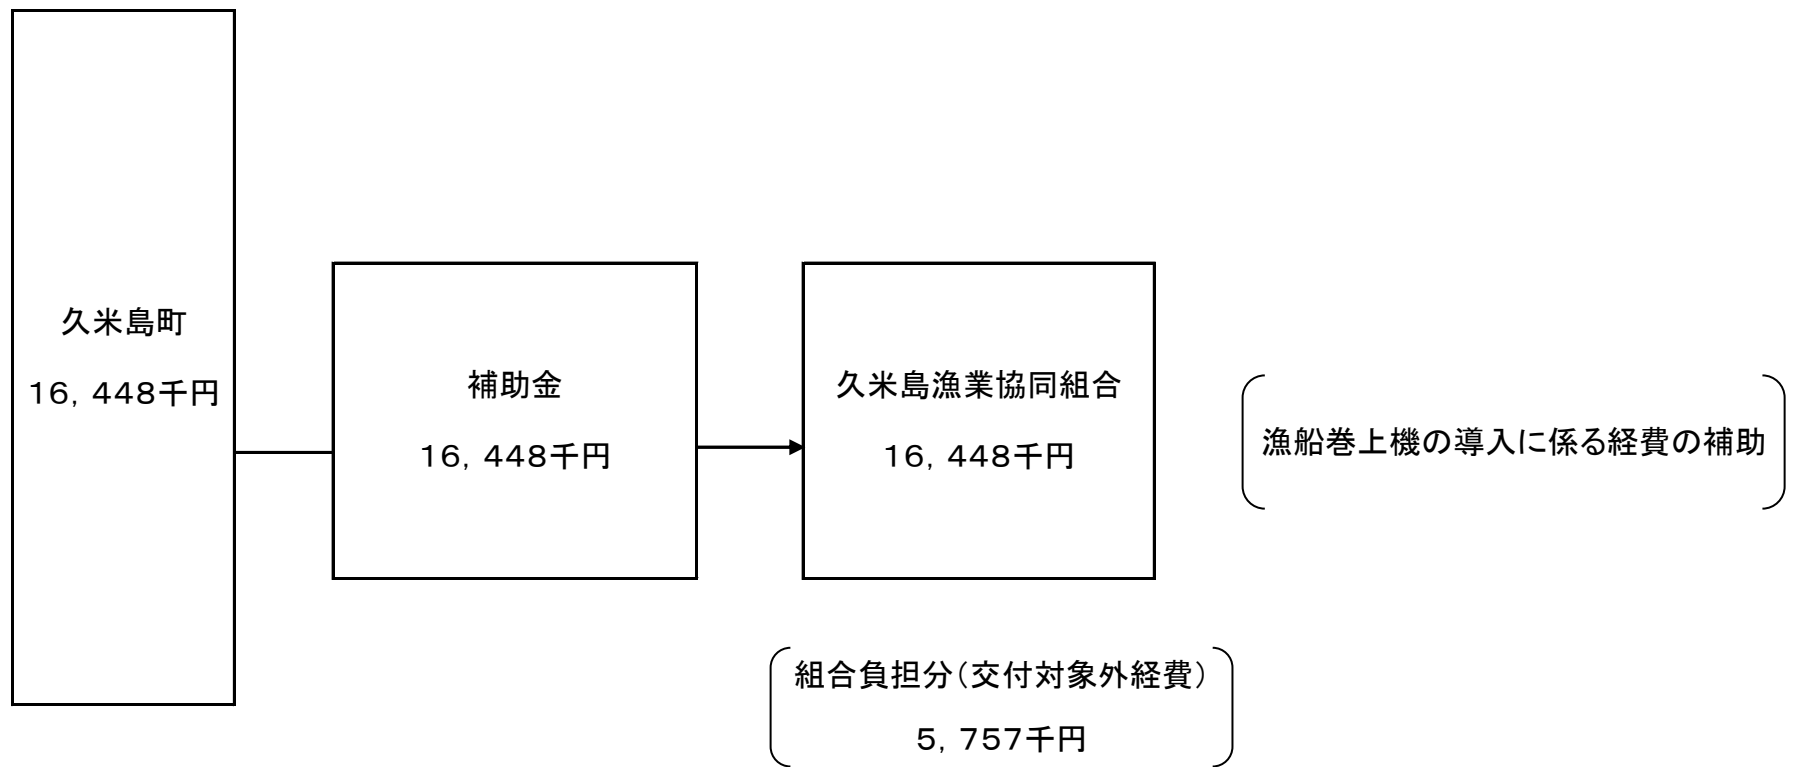 久米島町
16，448千円
補助金
16，448千円
久米島漁業協同組合
16，448千円
漁船巻上機の導入に係る経費の補助
組合負担分（交付対象外経費）
5，757千円